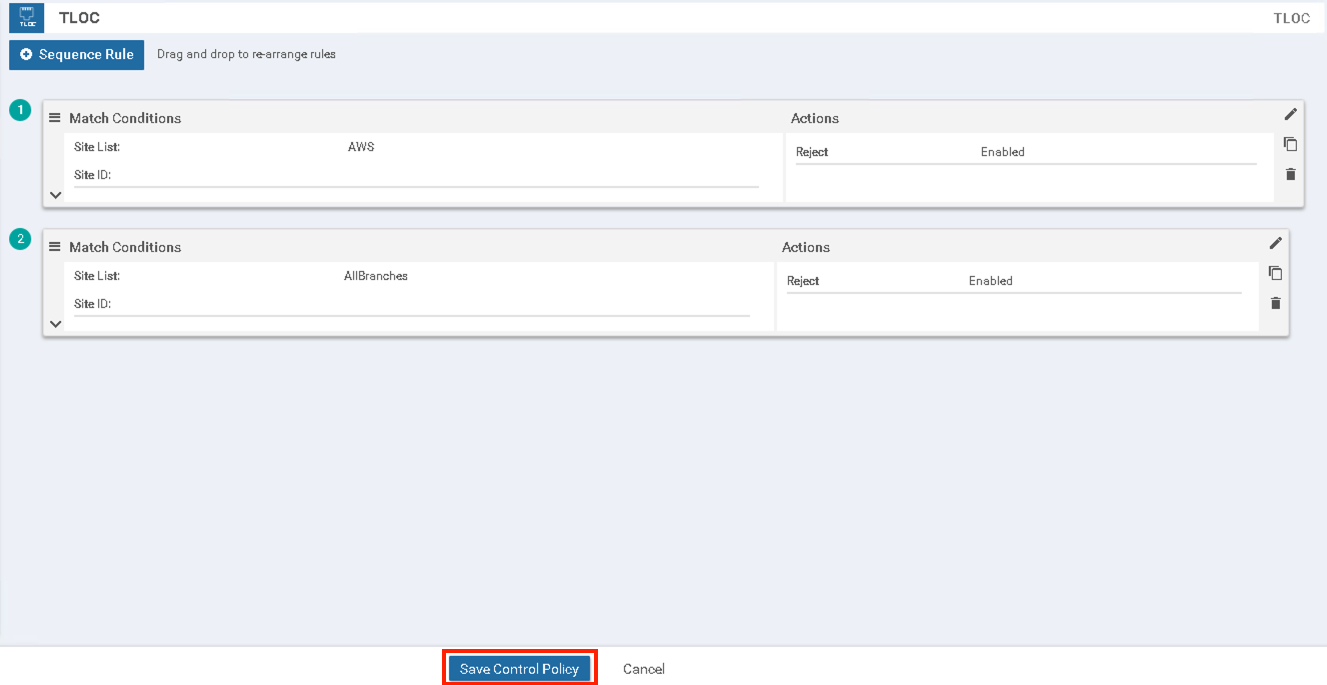 TLOC TLOC TLOC
Sequence Rule Drag and drop to re-arrange rules
1 Match Conditions Actions
Site List: AWS Reject Enabled
Site ID:
2 Match Conditions Actions
Site List: AllBranches Reject Enabled
Site ID:
Save Control Policy Cancel